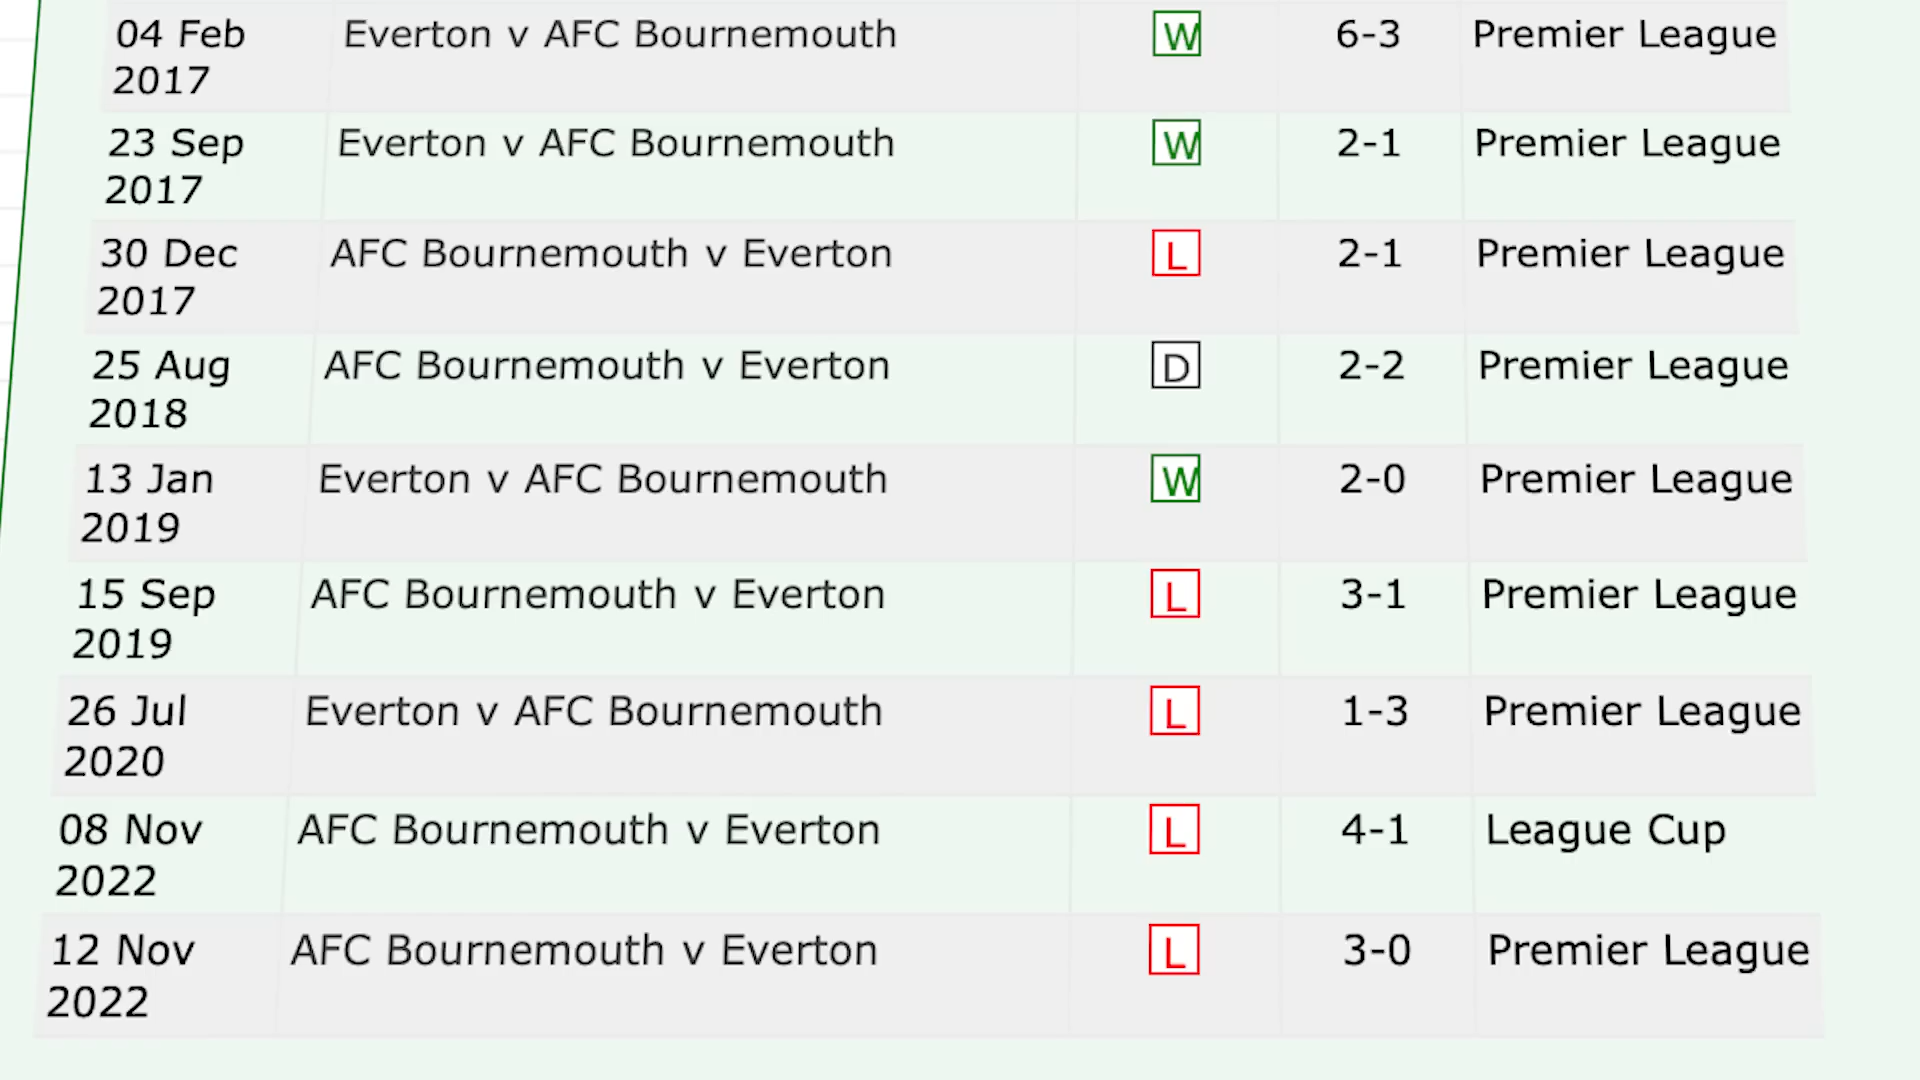 04 Feb Everton v AFC Bournemouth W 6-3 Premier League
2017
23 Sep Everton v AFC Bournemouth W 2-1 Premier League
2017
30 Dec AFC Bournemouth v Everton L 2-1 Premier League
2017
25 Aug AFC Bournemouth v Everton D 2-2 Premier League
2018
13 Jan Everton v AFC Bournemouth W 2-0 Premier League
2019
15 Sep AFC Bournemouth v Everton L 3-1 Premier League
2019
26 Jul Everton v AFC Bournemouth L 1-3 Premier League
2020
08 Nov AFC Bournemouth v Everton L 4-1 League Cup
2022
12 Nov AFC Bournemouth v Everton L 3-0 Premier League
2022